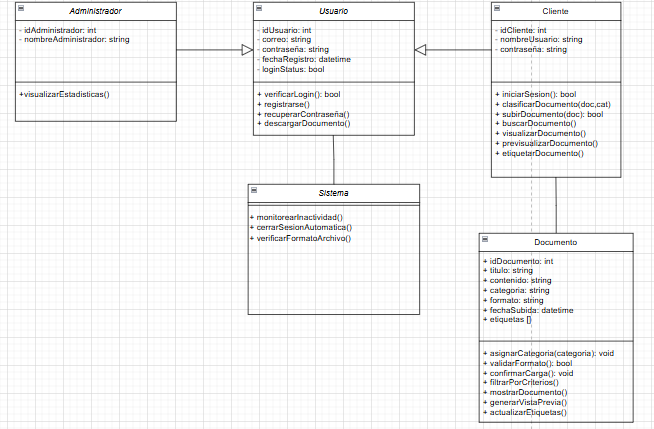 Administrador
- idAdministrador: int
- nombreAdministrador: string
+visualizarEstadisticas()
Usuario
- idUsuario: int
- correo: string
- contraseña: string
- fechaRegistro: datetime
- loginStatus: bool
+ verificarLogin(): bool
+ registrarse()
+ recuperarContraseña()
+ descargarDocumento()
Cliente
- idCliente: int
- nombreUsuario: string
- contraseña: string
+ iniciarSesion(): bool
+ clasificarDocumento(doc,cat)
+ subirDocumento(doc): bool
+ buscarDocumento()
+ visualizarDocumento()
+ previsualizarDocumento()
+ etiquetarDocumento()
Sistema
+ monitorearInactividad()
+ cerrarSesionAutomatica()
+ verificarFormatoArchivo()
Documento
+ idDocumento: int
+ titulo: string
+ contenido: string
+ categoria: string
+ formato: string
+ fechaSubida: datetime
+ etiquetas []
+ asignarCategoria(categoria): void
+ validarFormato(): bool
+ confirmarCarga(): void
+ filtrarPorCriterios()
+ mostrarDocumento()
+ generarVistaPrevia()
+ actualizarEtiquetas()